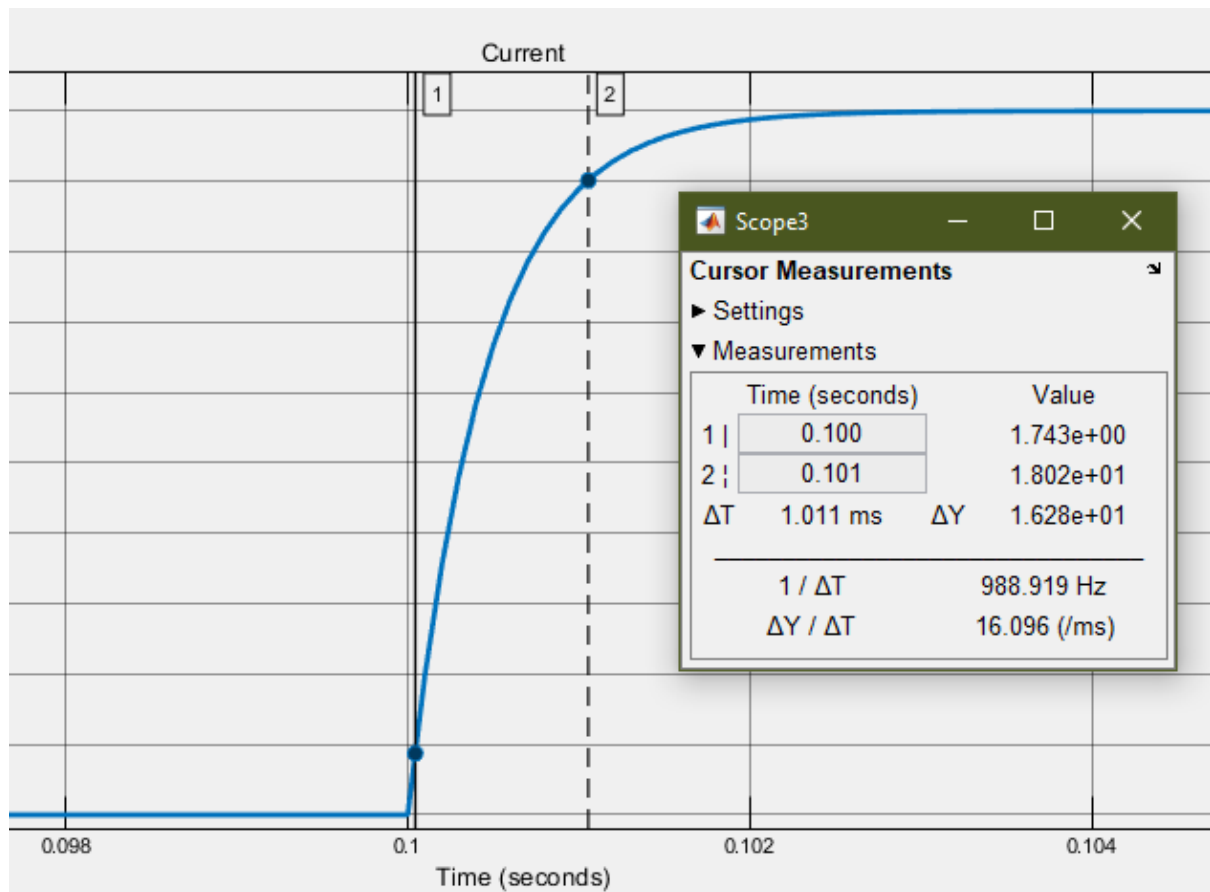 Current
1
2
Scope3
Cursor Measurements
▶ Settings
▼ Measurements
Time (seconds) Value
1 | 0.100 1.743e+00
2 ¦ 0.101 1.802e+01
ΔT 1.011 ms ΔY 1.628e+01
1 / ΔT 988.919 Hz
ΔY / ΔT 16.096 (/ms)
0.098 0.1 0.102 0.104
Time (seconds)